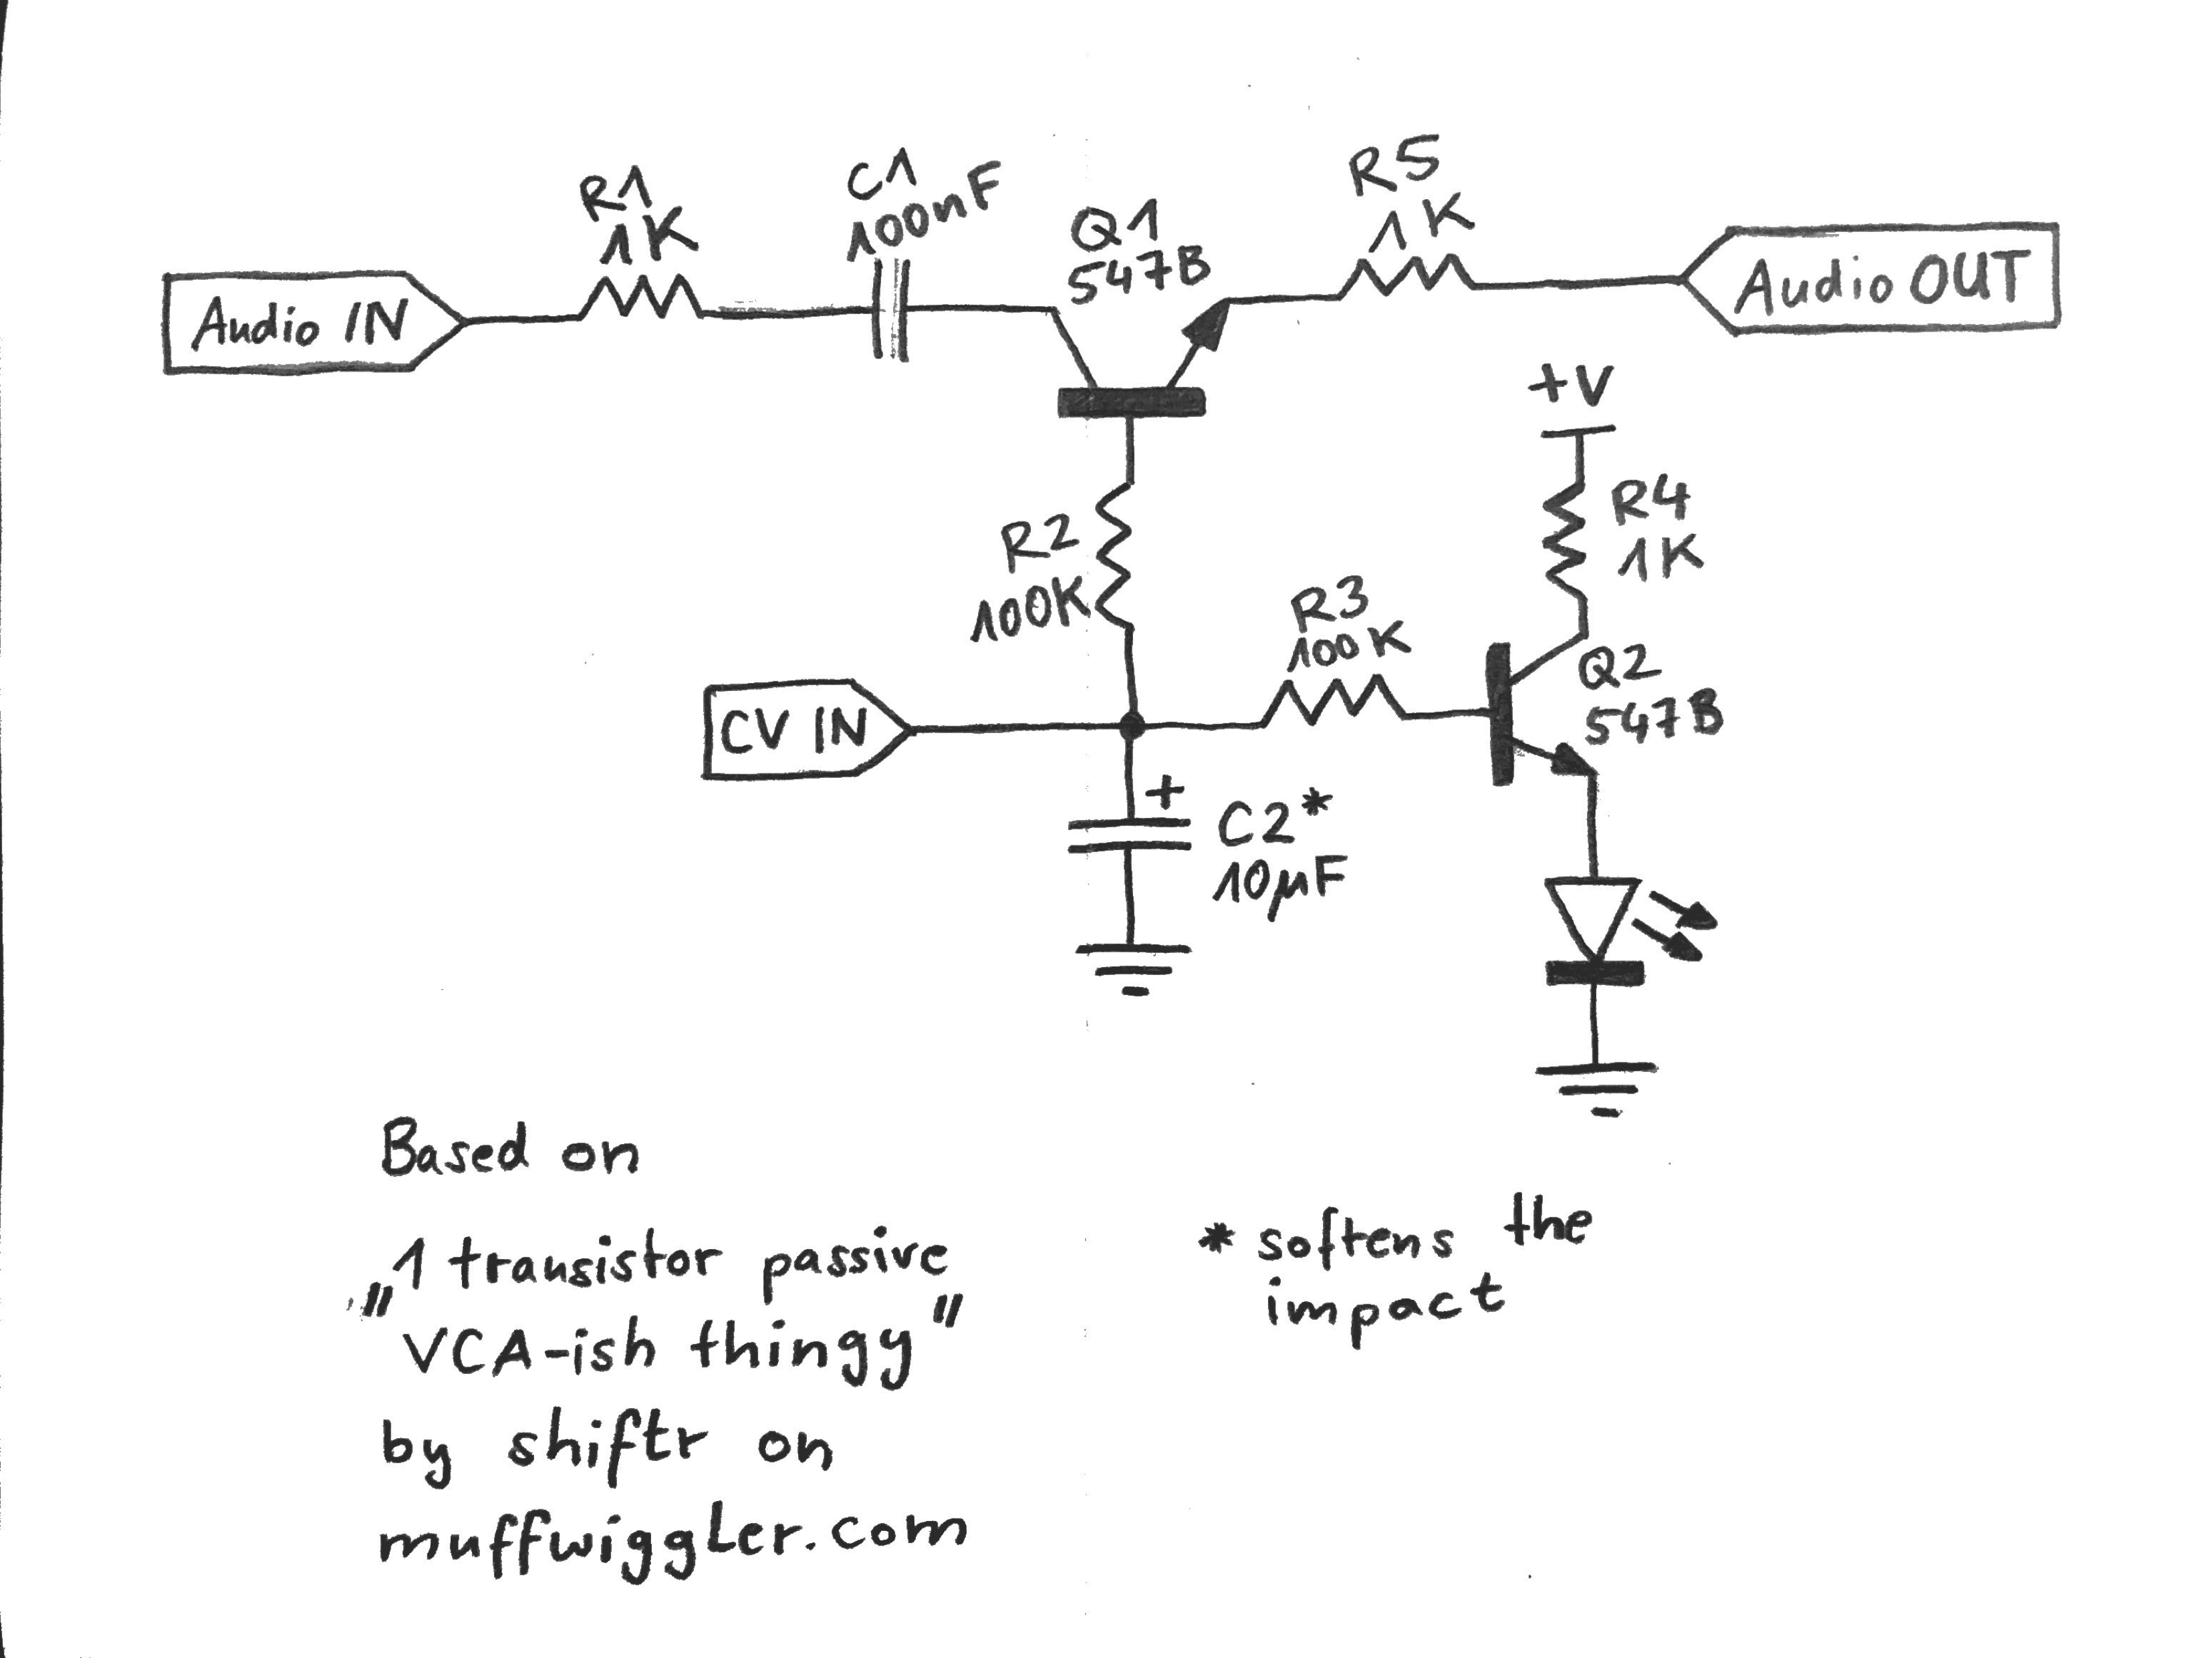 R1
1K
C1
100nF
Q1
547B
R5
1K
Audio IN
Audio OUT
+V
R4
1K
R2
100K
R3
100K
Q2
547B
CV IN
+
C2*
10µF
Based on
„1 transistor passive
VCA-ish thingy"
by shiftr on
muffwiggler.com
* softens the
impact